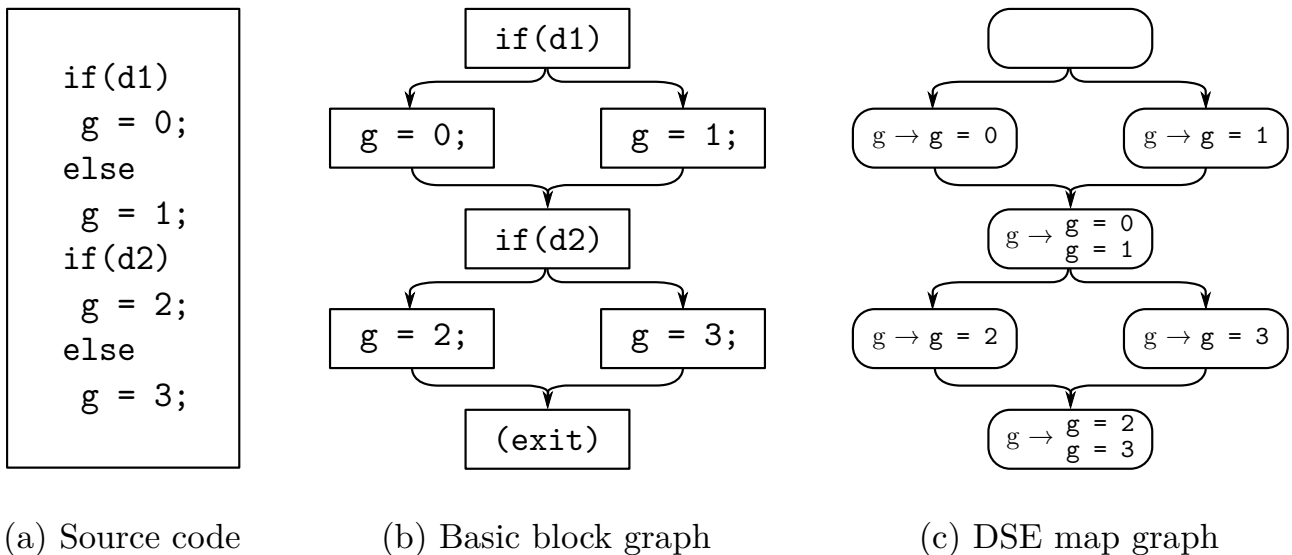 if(d1)
g = 0;
else
g = 1;
if(d2)
g = 2;
else
g = 3;
(a) Source code
if(d1)
g = 0;
g = 1;
if(d2)
g = 2;
g = 3;
(exit)
(b) Basic block graph
g → g = 0
g → g = 1
g → g = 0
g = 1
g → g = 2
g → g = 3
g → g = 2
g = 3
(c) DSE map graph